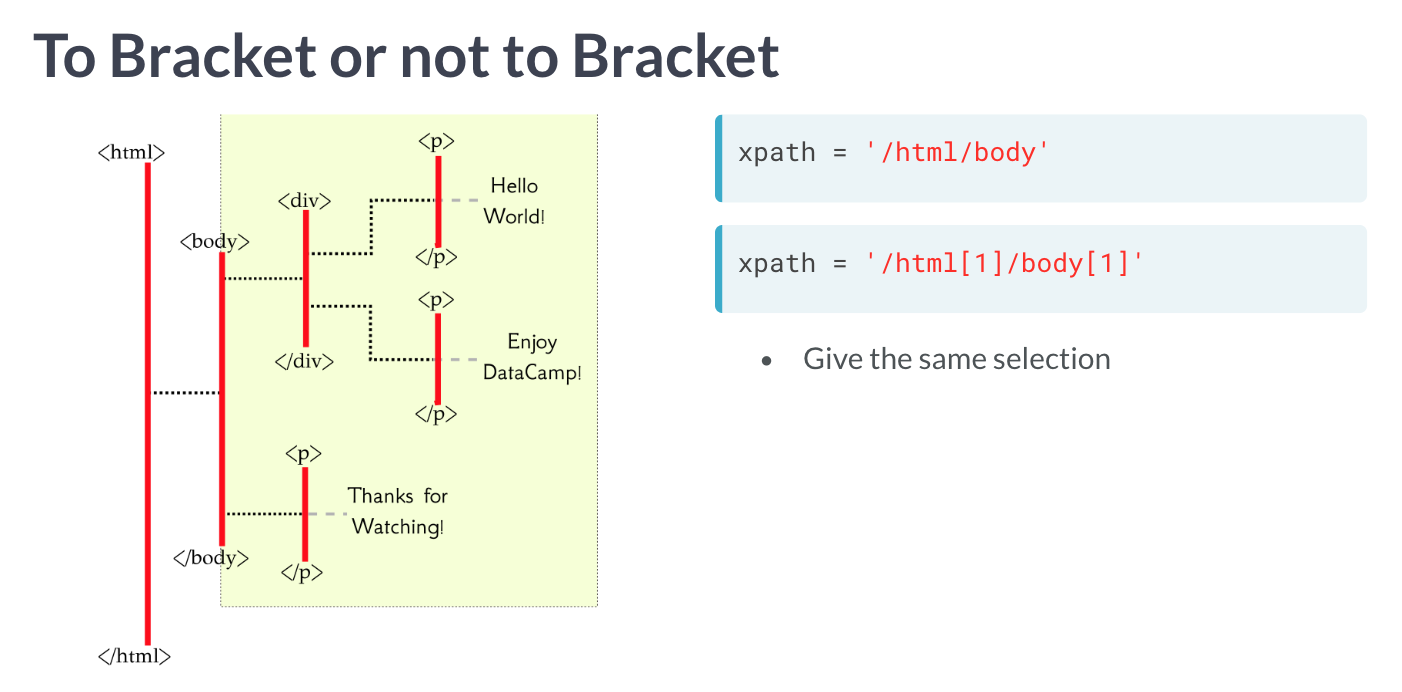 To Bracket or not to Bracket
<html>
<body>
<div>
<p>
Hello
World!
</p>
<p>
Enjoy
DataCamp!
</p>
</div>
<p>
Thanks for
Watching!
</p>
</body>
</html>
xpath = '/html/body'
xpath = '/html[1]/body[1]'
• Give the same selection